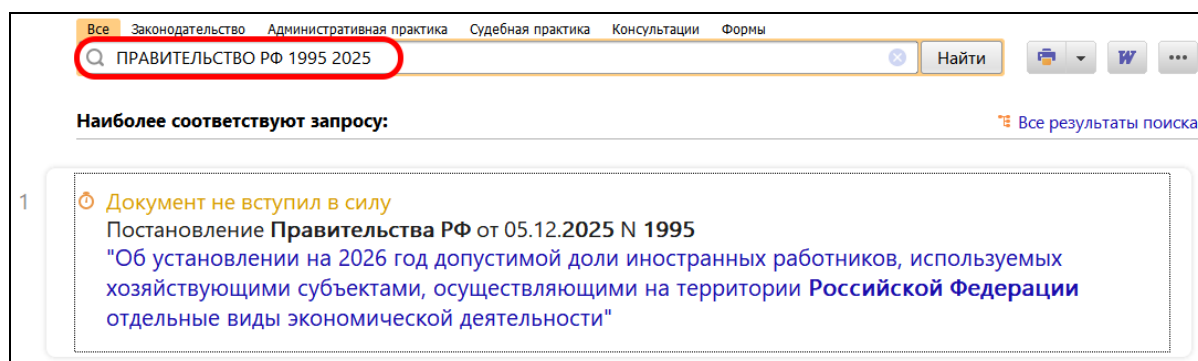 Все Законодательство Административная практика Судебная практика Консультации Формы
ПРАВИТЕЛЬСТВО РФ 1995 2025 Найти W
Наиболее соответствуют запросу: Все результаты поиска
1 Документ не вступил в силу
Постановление Правительства РФ от 05.12.2025 N 1995
"Об установлении на 2026 год допустимой доли иностранных работников, используемых
хозяйствующими субъектами, осуществляющими на территории Российской Федерации
отдельные виды экономической деятельности"